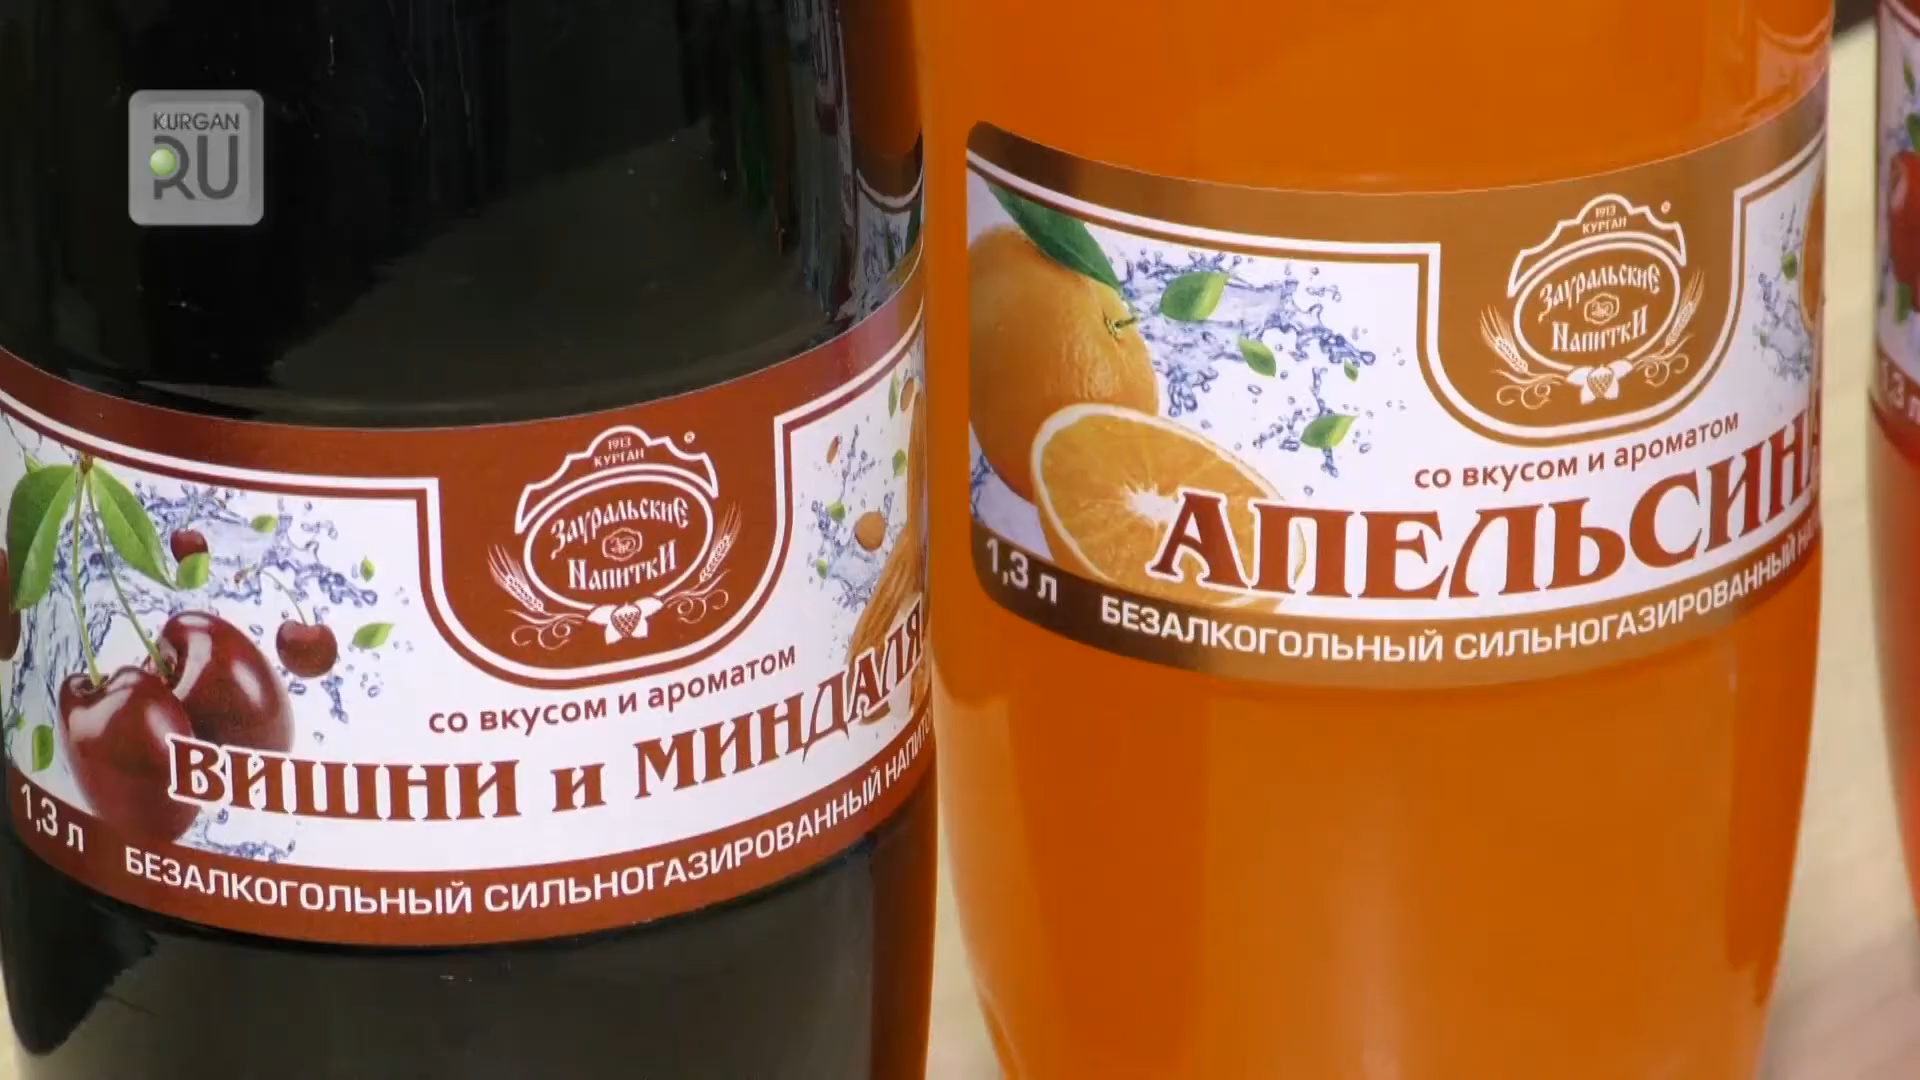 KURGAN
RU
1913
КУРГАН
Зауральские
Напитки
со вкусом и ароматом
ВИШНИ и МИНДАЛЯ
1,3 л
БЕЗАЛКОГОЛЬНЫЙ СИЛЬНОГАЗИРОВАННЫЙ
1913
КУРГАН
Зауральские
Напитки
со вкусом и ароматом
АПЕЛЬСИНА
1,3 л
БЕЗАЛКОГОЛЬНЫЙ СИЛЬНОГАЗИРОВАННЫЙ